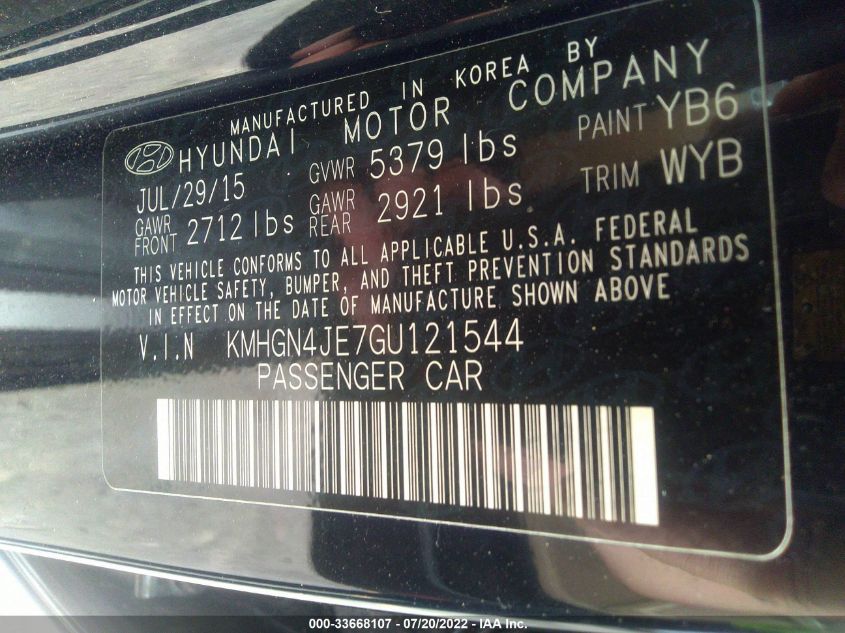 MANUFACTURED IN KOREA BY
HYUNDAI MOTOR COMPANY
JUL/29/15 GVWR 5379 lbs PAINT YB6
GAWR FRONT 2712 lbs GAWR REAR 2921 lbs TRIM WYB
THIS VEHICLE CONFORMS TO ALL APPLICABLE U.S.A. FEDERAL
MOTOR VEHICLE SAFETY, BUMPER, AND THEFT PREVENTION STANDARDS
IN EFFECT ON THE DATE OF MANUFACTURE SHOWN ABOVE
V.I.N KMHGN4JE7GU121544
PASSENGER CAR
000-33668107 - 07/20/2022 - IAA Inc.